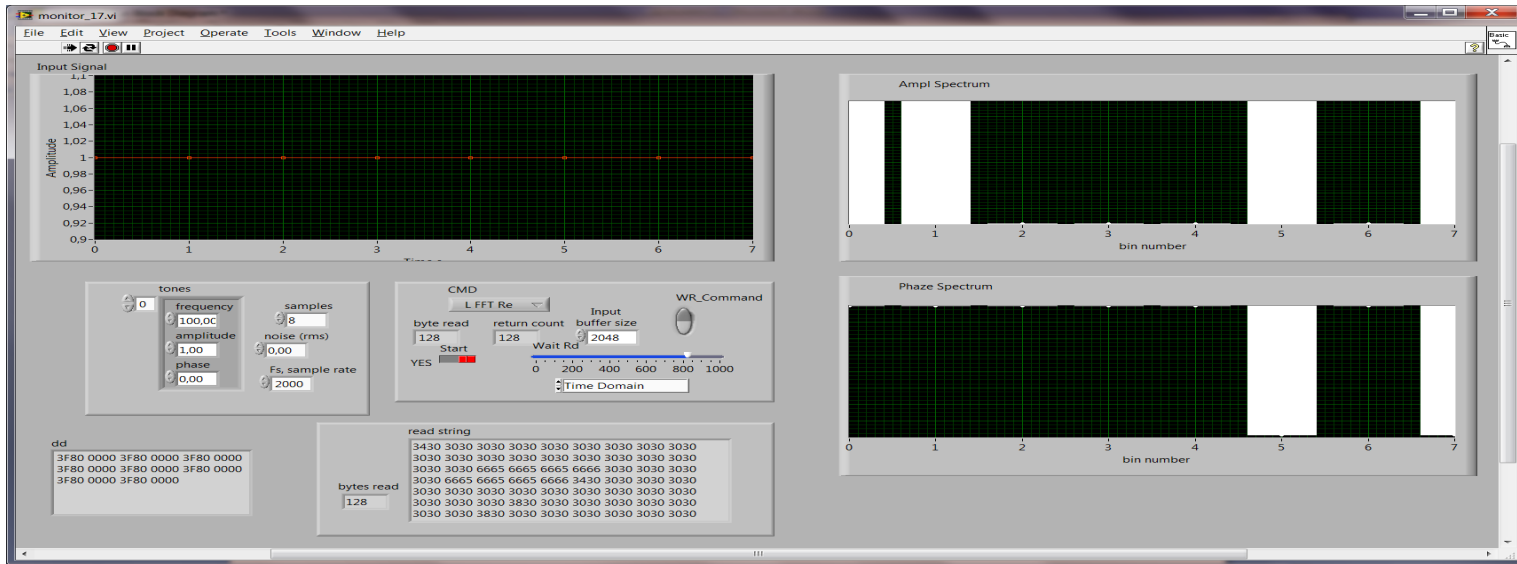 monitor_17.vi
File Edit View Project Operate Tools Window Help
Basic
Input Signal
1,1
1,08
1,06
1,04
1,02
1
0,98
0,96
0,94
0,92
0,9
Amplitude
0 1 2 3 4 5 6 7
Ampl Spectrum
0 1 2 3 4 5 6 7
bin number
Phaze Spectrum
0 1 2 3 4 5 6 7
bin number
tones
0
frequency
100,00
amplitude
1,00
phase
0,00
samples
8
noise (rms)
0,00
Fs, sample rate
2000
CMD
L FFT Re
WR_Command
byte read
128
return count
128
Input
buffer size
2048
Start
YES
Wait Rd
0 200 400 600 800 1000
Time Domain
dd
3F80 0000 3F80 0000 3F80 0000
3F80 0000 3F80 0000 3F80 0000
3F80 0000 3F80 0000
read string
3430 3030 3030 3030 3030 3030 3030 3030 3030
3030 3030 3030 3030 3030 3030 3030 3030 3030
3030 3030 6665 6665 6665 6666 3030 3030 3030
3030 6665 6665 6665 6666 3430 3030 3030 3030
3030 3030 3030 3030 3030 3030 3030 3030 3030
3030 3030 3030 3830 3030 3030 3030 3030 3030
3030 3030 3830 3030 3030 3030 3030 3030 3030
bytes read
128